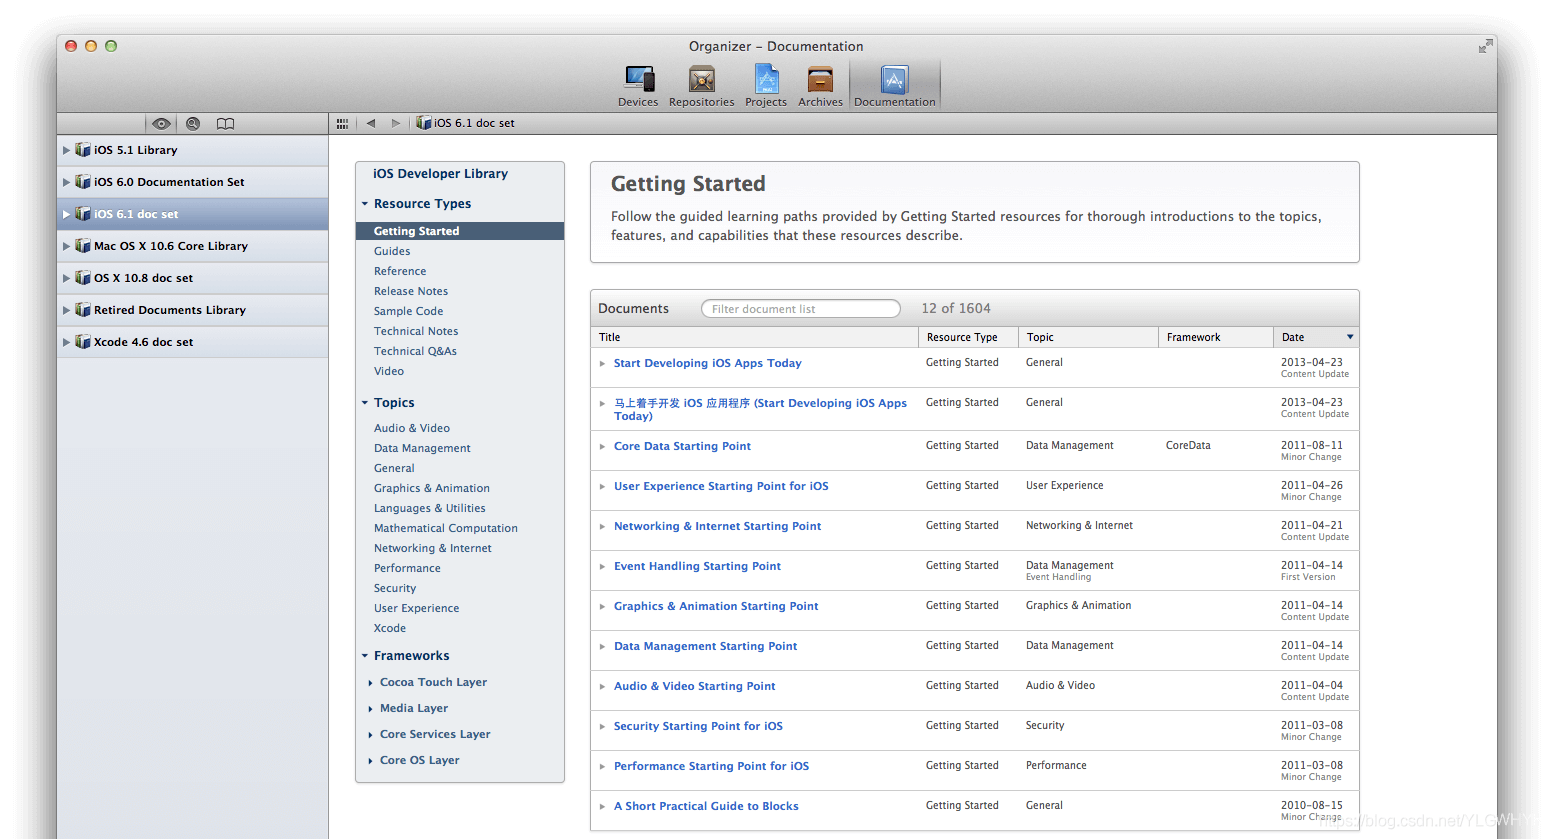 Organizer – Documentation
Devices
Repositories
Projects
Archives
Documentation
iOS 6.1 doc set
iOS 5.1 Library
iOS 6.0 Documentation Set
iOS 6.1 doc set
Mac OS X 10.6 Core Library
OS X 10.8 doc set
Retired Documents Library
Xcode 4.6 doc set
iOS Developer Library
Resource Types
Getting Started
Guides
Reference
Release Notes
Sample Code
Technical Notes
Technical Q&As
Video
Topics
Audio & Video
Data Management
General
Graphics & Animation
Languages & Utilities
Mathematical Computation
Networking & Internet
Performance
Security
User Experience
Xcode
Frameworks
Cocoa Touch Layer
Media Layer
Core Services Layer
Core OS Layer
Getting Started
Follow the guided learning paths provided by Getting Started resources for thorough introductions to the topics,
features, and capabilities that these resources describe.
Documents Filter document list 12 of 1604
Title Resource Type Topic Framework Date
Start Developing iOS Apps Today Getting Started General 2013-04-23
Content Update
马上着手开发 iOS 应用程序 (Start Developing iOS Apps Getting Started General 2013-04-23
Today) Content Update
Core Data Starting Point Getting Started Data Management CoreData 2011-08-11
Minor Change
User Experience Starting Point for iOS Getting Started User Experience 2011-04-26
Minor Change
Networking & Internet Starting Point Getting Started Networking & Internet 2011-04-21
Content Update
Event Handling Starting Point Getting Started Data Management 2011-04-14
Event Handling First Version
Graphics & Animation Starting Point Getting Started Graphics & Animation 2011-04-14
Content Update
Data Management Starting Point Getting Started Data Management 2011-04-14
Content Update
Audio & Video Starting Point Getting Started Audio & Video 2011-04-04
Content Update
Security Starting Point for iOS Getting Started Security 2011-03-08
Minor Change
Performance Starting Point for iOS Getting Started Performance 2011-03-08
Minor Change
A Short Practical Guide to Blocks Getting Started General 2010-08-15
Minor Change